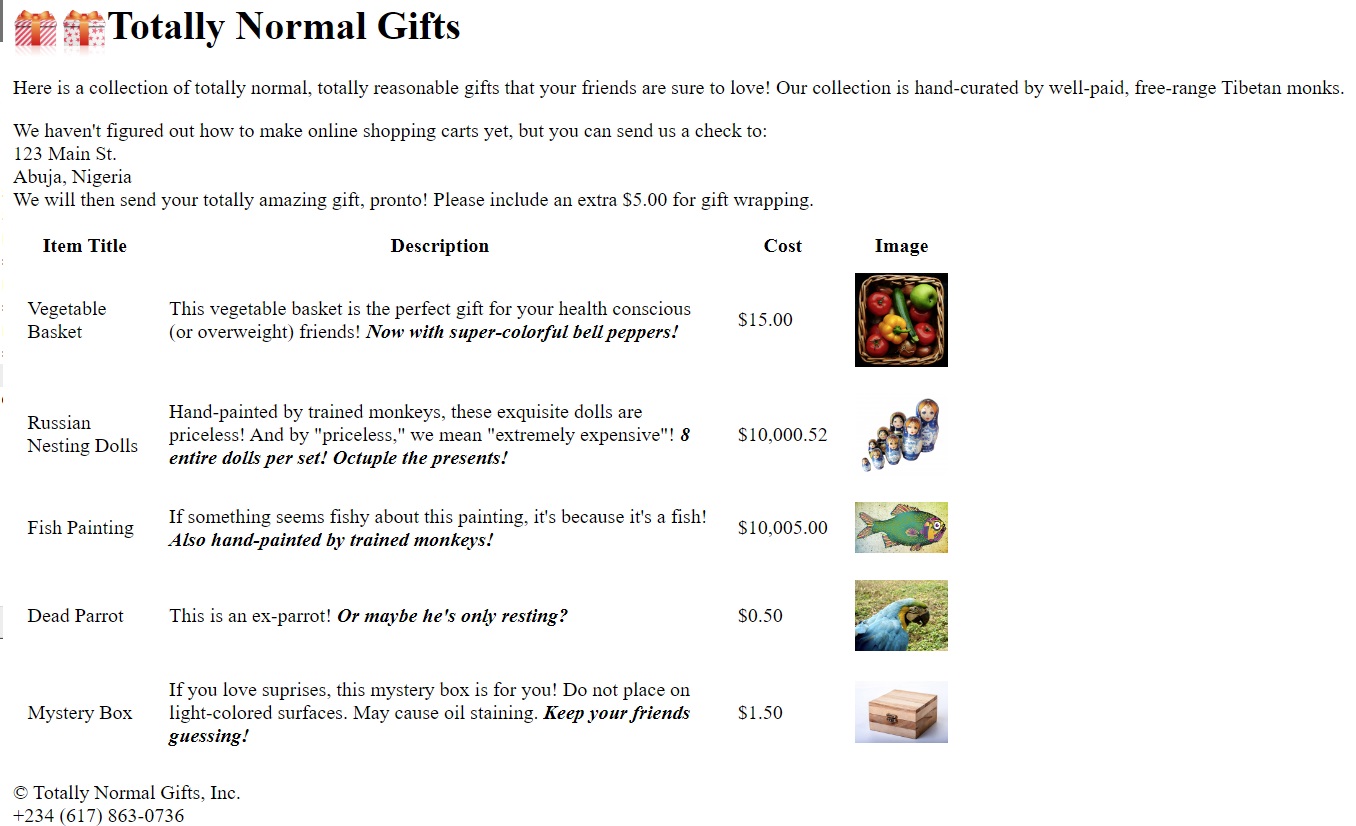 Totally Normal Gifts
Here is a collection of totally normal, totally reasonable gifts that your friends are sure to love! Our collection is hand-curated by well-paid, free-range Tibetan monks.
We haven't figured out how to make online shopping carts yet, but you can send us a check to:
123 Main St.
Abuja, Nigeria
We will then send your totally amazing gift, pronto! Please include an extra $5.00 for gift wrapping.
Item Title Description Cost Image
Vegetable
Basket
This vegetable basket is the perfect gift for your health conscious
(or overweight) friends! Now with super-colorful bell peppers!
$15.00
Russian
Nesting Dolls
Hand-painted by trained monkeys, these exquisite dolls are
priceless! And by "priceless," we mean "extremely expensive"! 8
entire dolls per set! Octuple the presents!
$10,000.52
Fish Painting
If something seems fishy about this painting, it's because it's a fish!
Also hand-painted by trained monkeys!
$10,005.00
Dead Parrot
This is an ex-parrot! Or maybe he's only resting?
$0.50
Mystery Box
If you love suprises, this mystery box is for you! Do not place on
light-colored surfaces. May cause oil staining. Keep your friends
guessing!
$1.50
© Totally Normal Gifts, Inc.
+234 (617) 863-0736